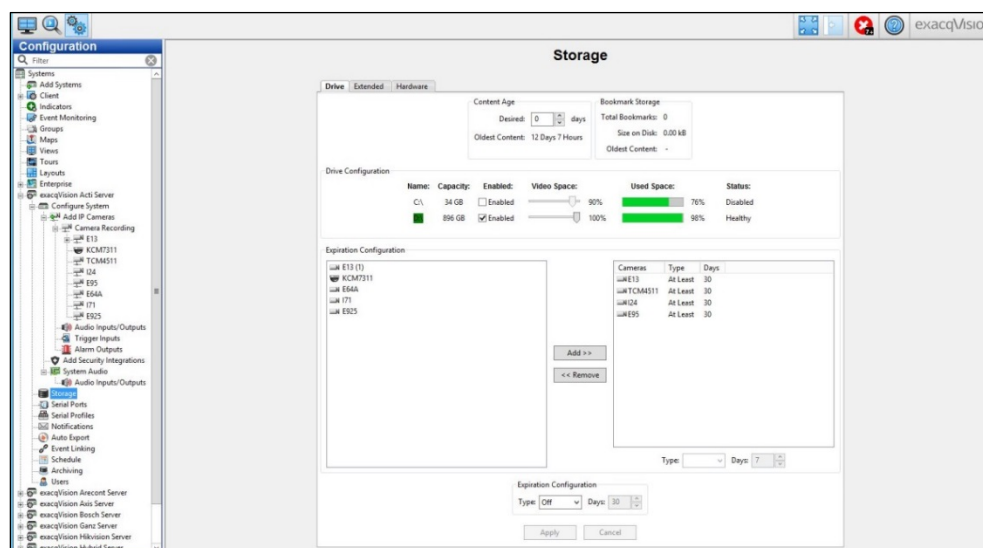 exacqVisio
Configuration
Filter
Systems
Add Systems
Client
Indicators
Event Monitoring
Groups
Maps
Views
Tours
Layouts
Enterprise
exacqVision Acti Server
Configure System
Add IP Cameras
Camera Recording
E13
KCM7311
TCM4511
I24
E95
E64A
I71
E925
Audio Inputs/Outputs
Trigger Inputs
Alarm Outputs
Add Security Integrations
System Audio
Audio Inputs/Outputs
Storage
Serial Ports
Serial Profiles
Notifications
Auto Export
Event Linking
Schedule
Archiving
Users
exacqVision Arecont Server
exacqVision Axis Server
exacqVision Bosch Server
exacqVision Ganz Server
exacqVision Hikvision Server
exacqVision Hybrid Server
Storage
Drive Extended Hardware
Content Age
Desired: 0 days
Oldest Content: 12 Days 7 Hours
Bookmark Storage
Total Bookmarks: 0
Size on Disk: 0.00 kB
Oldest Content: -
Drive Configuration
Name: Capacity: Enabled: Video Space: Used Space: Status:
C:\ 34 GB Enabled 90% 76% Disabled
896 GB Enabled 100% 98% Healthy
Expiration Configuration
E13 (1)
KCM7311
E64A
I71
E925
Add >>
<< Remove
Cameras Type Days
E13 At Least 30
TCM4511 At Least 30
I24 At Least 30
E95 At Least 30
Type: Days: 7
Expiration Configuration
Type: Off Days: 30
Apply Cancel